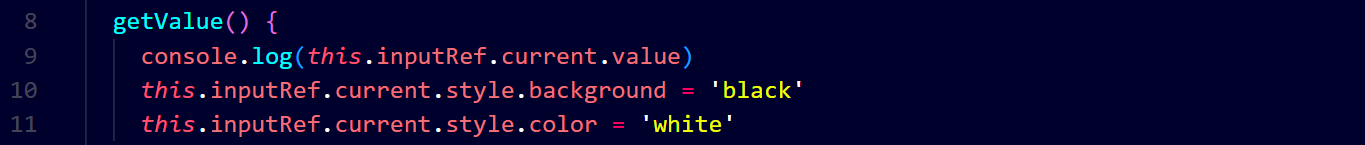 8 getValue() {
9 console.log(this.inputRef.current.value)
10 this.inputRef.current.style.background = 'black'
11 this.inputRef.current.style.color = 'white'